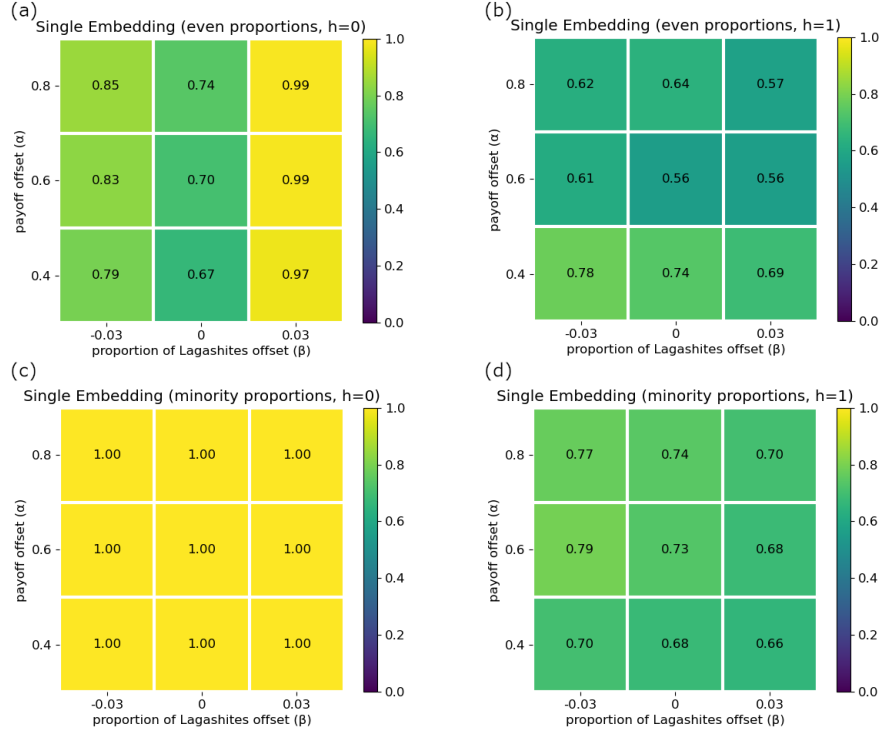 (a)
Single Embedding (even proportions, h=0)
payoff offset (α)
0.8
0.6
0.4
0.85 0.74 0.99
0.83 0.70 0.99
0.79 0.67 0.97
-0.03 0 0.03
proportion of Lagashites offset (β)
1.0
0.8
0.6
0.4
0.2
0.0
(b)
Single Embedding (even proportions, h=1)
payoff offset (α)
0.8
0.6
0.4
0.62 0.64 0.57
0.61 0.56 0.56
0.78 0.74 0.69
-0.03 0 0.03
proportion of Lagashites offset (β)
1.0
0.8
0.6
0.4
0.2
0.0
(c)
Single Embedding (minority proportions, h=0)
payoff offset (α)
0.8
0.6
0.4
1.00 1.00 1.00
1.00 1.00 1.00
1.00 1.00 1.00
-0.03 0 0.03
proportion of Lagashites offset (β)
1.0
0.8
0.6
0.4
0.2
0.0
(d)
Single Embedding (minority proportions, h=1)
payoff offset (α)
0.8
0.6
0.4
0.77 0.74 0.70
0.79 0.73 0.68
0.70 0.68 0.66
-0.03 0 0.03
proportion of Lagashites offset (β)
1.0
0.8
0.6
0.4
0.2
0.0